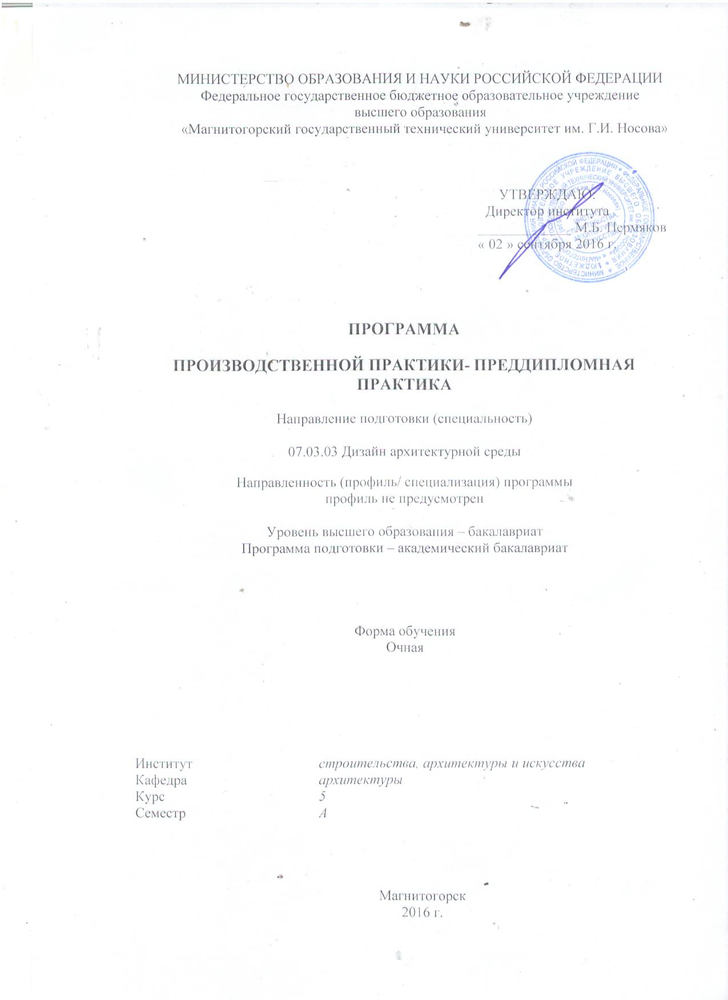 МИНИСТЕРСТВО ОБРАЗОВАНИЯ И НАУКИ РОССИЙСКОЙ ФЕДЕРАЦИИ
Федеральное государственное бюджетное образовательное учреждение
высшего образования
«Магнитогорский государственный технический университет им. Г.И. Носова»
УТВЕРЖДАЮ:
Директор института
М.Б. Пермяков
« 02 » сентября 2016 г.
ПРОГРАММА
ПРОИЗВОДСТВЕННОЙ ПРАКТИКИ- ПРЕДДИПЛОМНАЯ
ПРАКТИКА
Направление подготовки (специальность)
07.03.03 Дизайн архитектурной среды
Направленность (профиль/ специализация) программы
профиль не предусмотрен
Уровень высшего образования – бакалавриат
Программа подготовки – академический бакалавриат
Форма обучения
Очная
Институт строительства, архитектуры и искусства
Кафедра архитектуры
Курс 5
Семестр А
Магнитогорск
2016 г.